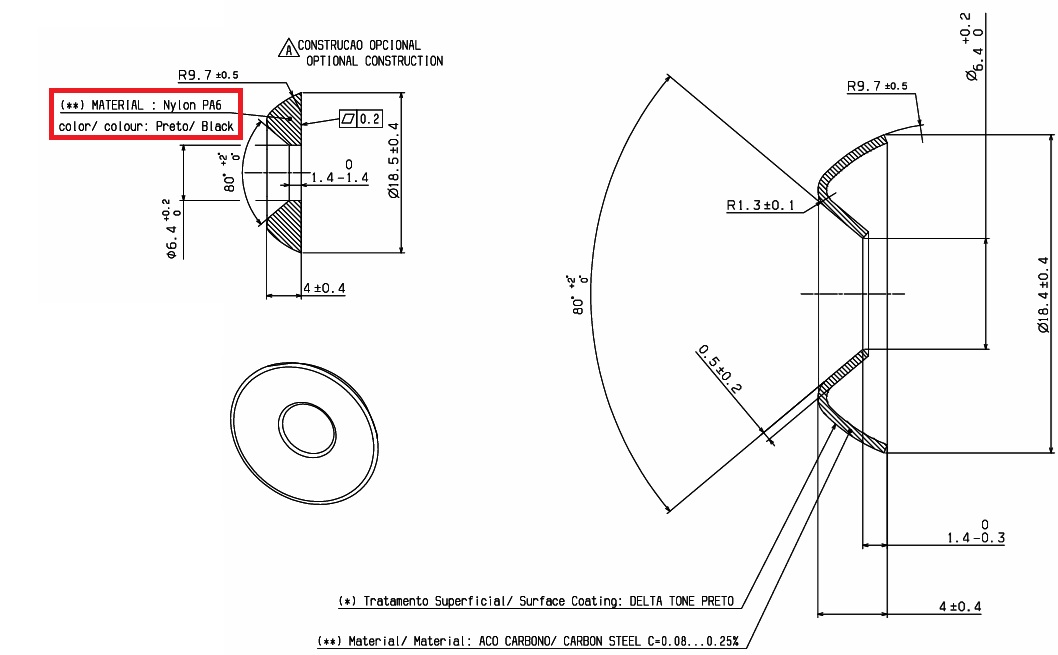 A CONSTRUCAO OPCIONAL
OPTIONAL CONSTRUCTION
R9.7 ±0.5
(**) MATERIAL : Nylon PA6
color/ colour: Preto/ Black
0.2
80° +2° 0°
0
1.4-1.4
Ø18.5±0.4
Ø6.4 +0.2 0
4±0.4
Ø6.4 +0.2 0
R9.7 ±0.5
R1.3±0.1
80° +2° 0°
Ø18.4±0.4
0.5±0.2
0
1.4-0.3
(*) Tratamento Superficial/ Surface Coating: DELTA TONE PRETO
4±0.4
(**) Material/ Material: ACO CARBONO/ CARBON STEEL C=0.08...0.25%